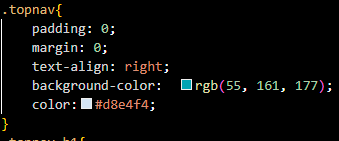 .topnav{
padding: 0;
margin: 0;
text-align: right;
background-color: rgb(55, 161, 177);
color: #d8e4f4;
}